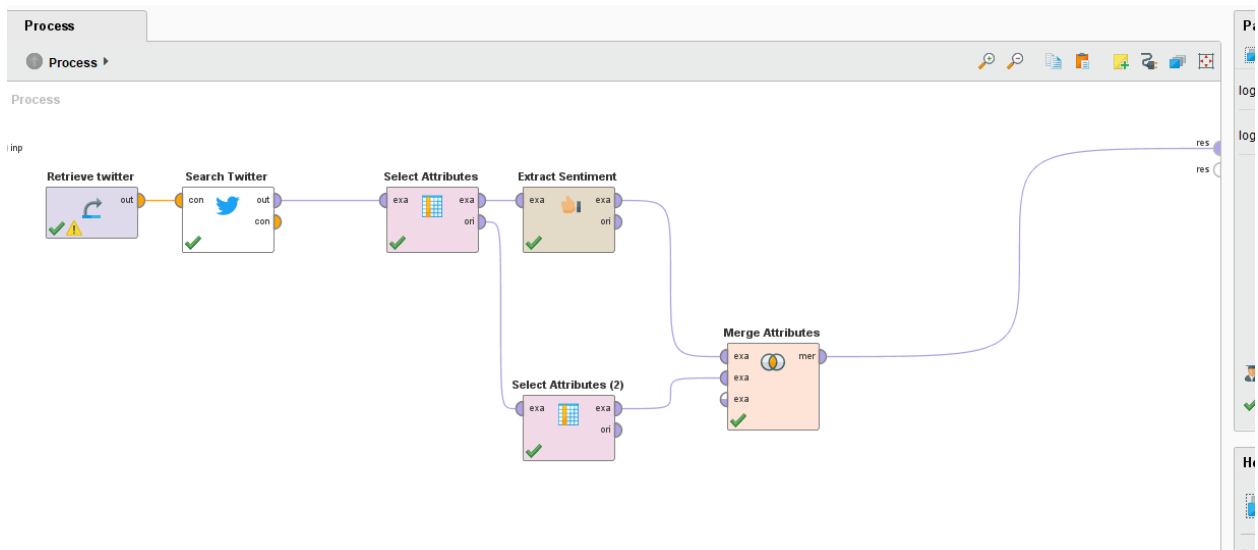 Process
Pa
Process
log
Process
log
inp
res
res
Retrieve twitter
Search Twitter
Select Attributes
Extract Sentiment
out
con
out
exa
exa
exa
exa
con
ori
ori
Merge Attributes
exa
mer
exa
exa
Select Attributes (2)
exa
exa
ori
He